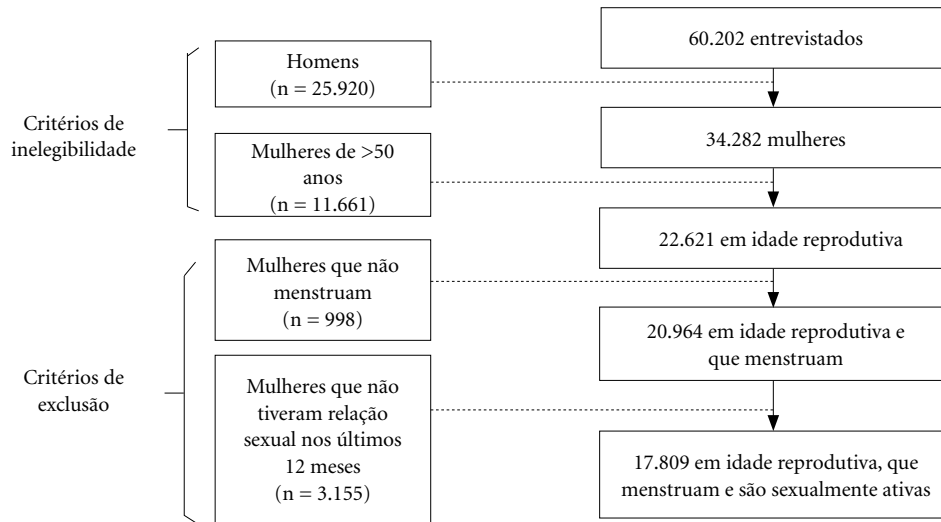 Critérios de
inelegibilidade
Homens
(n = 25.920)
Mulheres de >50
anos
(n = 11.661)
Critérios de
exclusão
Mulheres que não
menstruam
(n = 998)
Mulheres que não
tiveram relação
sexual nos últimos
12 meses
(n = 3.155)
60.202 entrevistados
34.282 mulheres
22.621 em idade reprodutiva
20.964 em idade reprodutiva e
que menstruam
17.809 em idade reprodutiva, que
menstruam e são sexualmente ativas